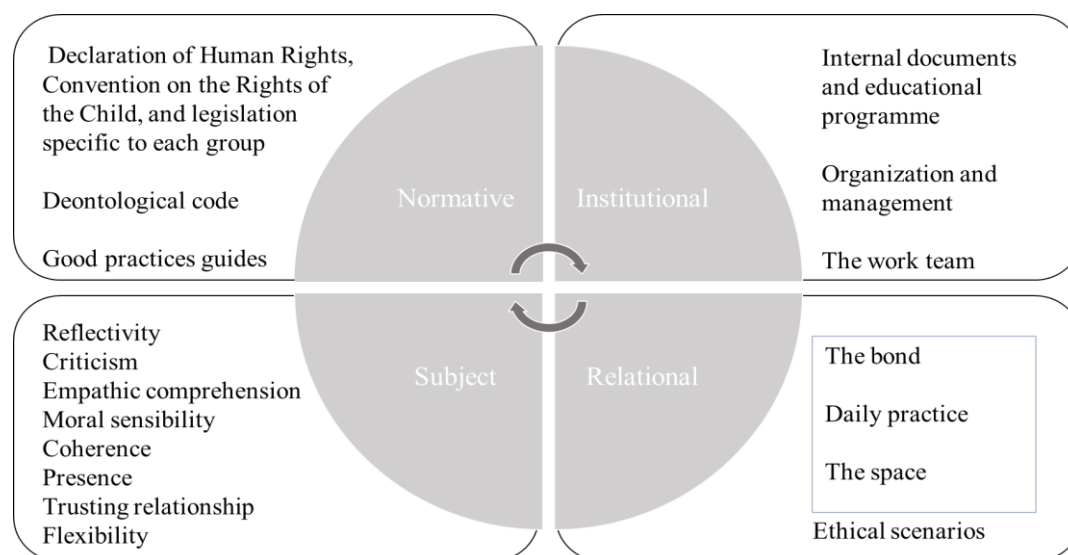 Declaration of Human Rights,
Convention on the Rights of
the Child, and legislation
specific to each group
Deontological code
Good practices guides
Normative
Institutional
Internal documents
and educational
programme
Organization and
management
The work team
Reflectivity
Criticism
Empathic comprehension
Moral sensibility
Coherence
Presence
Trusting relationship
Flexibility
Subject
Relational
The bond
Daily practice
The space
Ethical scenarios